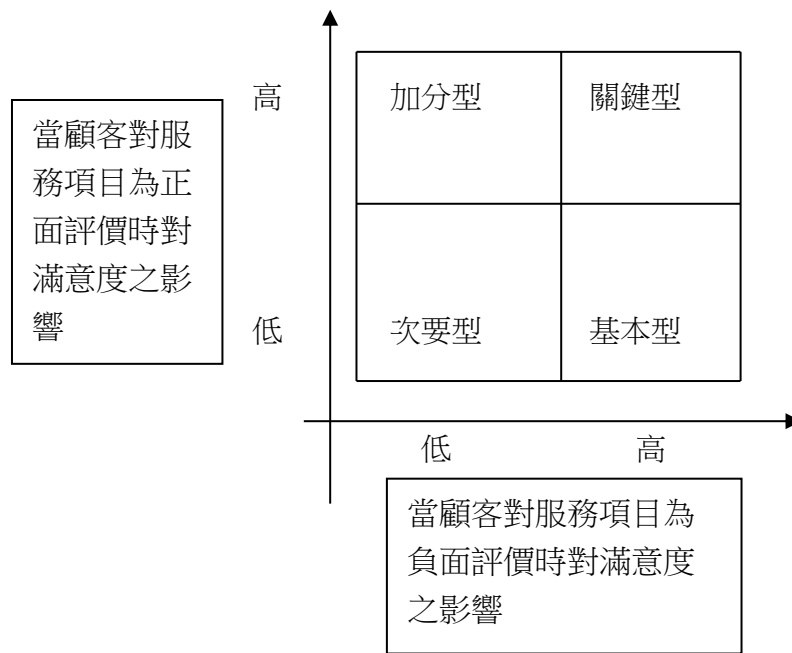 高
加分型
關鍵型
當顧客對服
務項目為正
面評價時對
滿意度之影
響
低
次要型
基本型
低
高
當顧客對服務項目為
負面評價時對滿意度
之影響